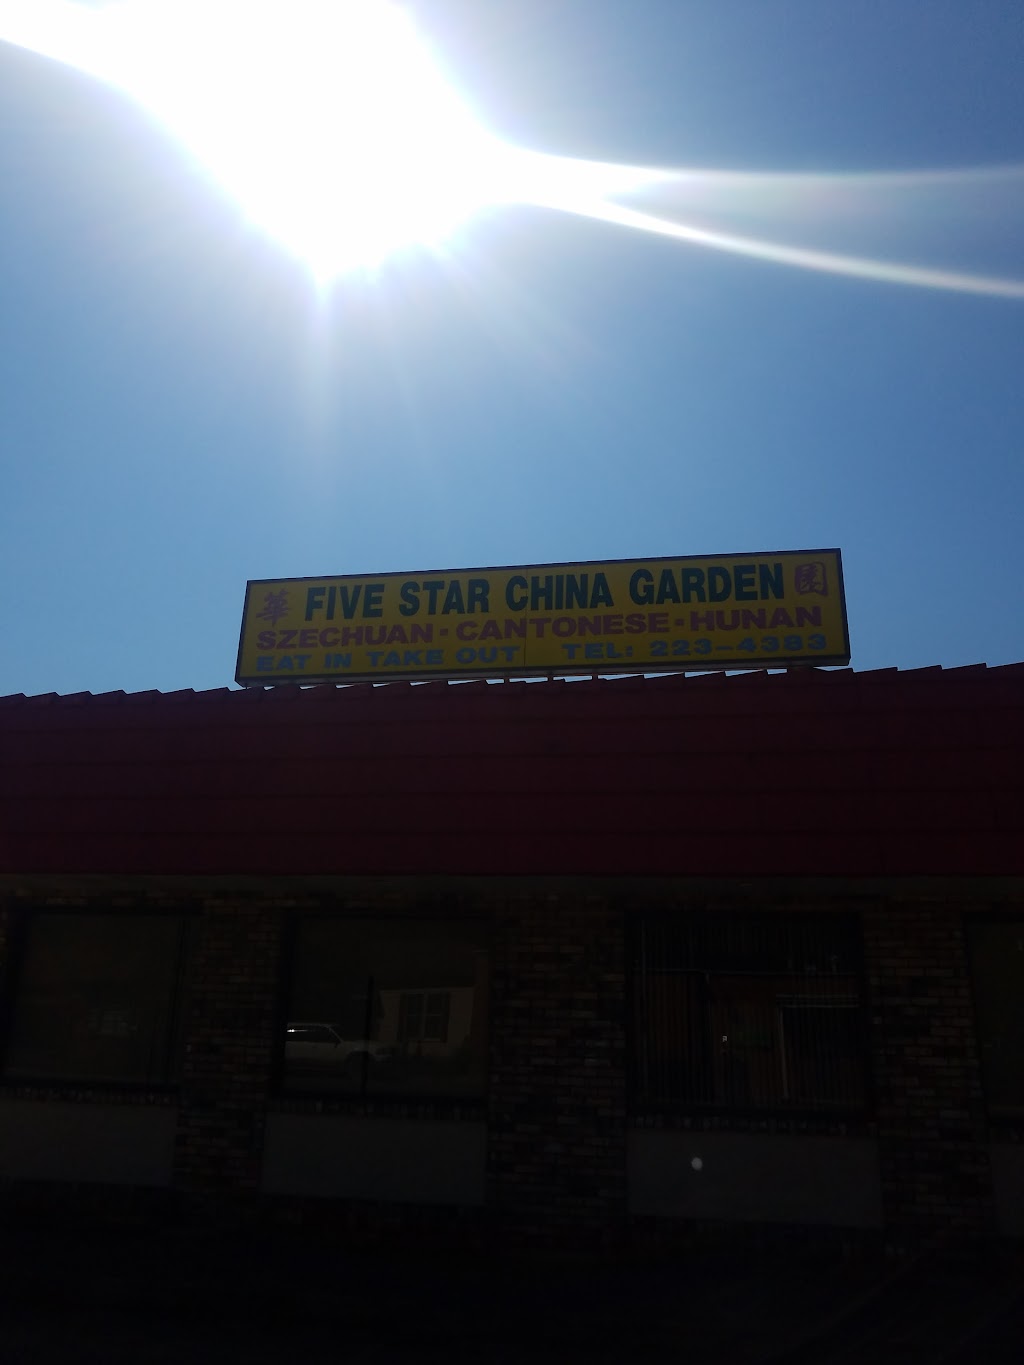 華 FIVE STAR CHINA GARDEN 園
SZECHUAN - CANTONESE - HUNAN
EAT IN TAKE OUT TEL: 223-4383